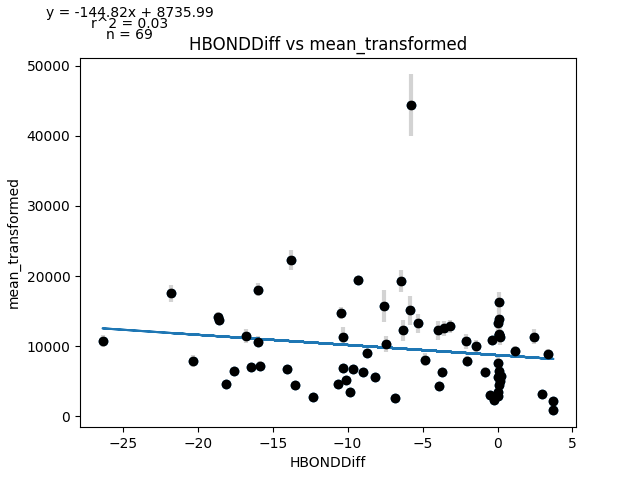 y = -144.82x + 8735.99
r^2 = 0.03
n = 69
HBONDDiff vs mean_transformed
50000
40000
30000
20000
10000
0
mean_transformed
−25
−20
−15
−10
−5
0
5
HBONDDiff